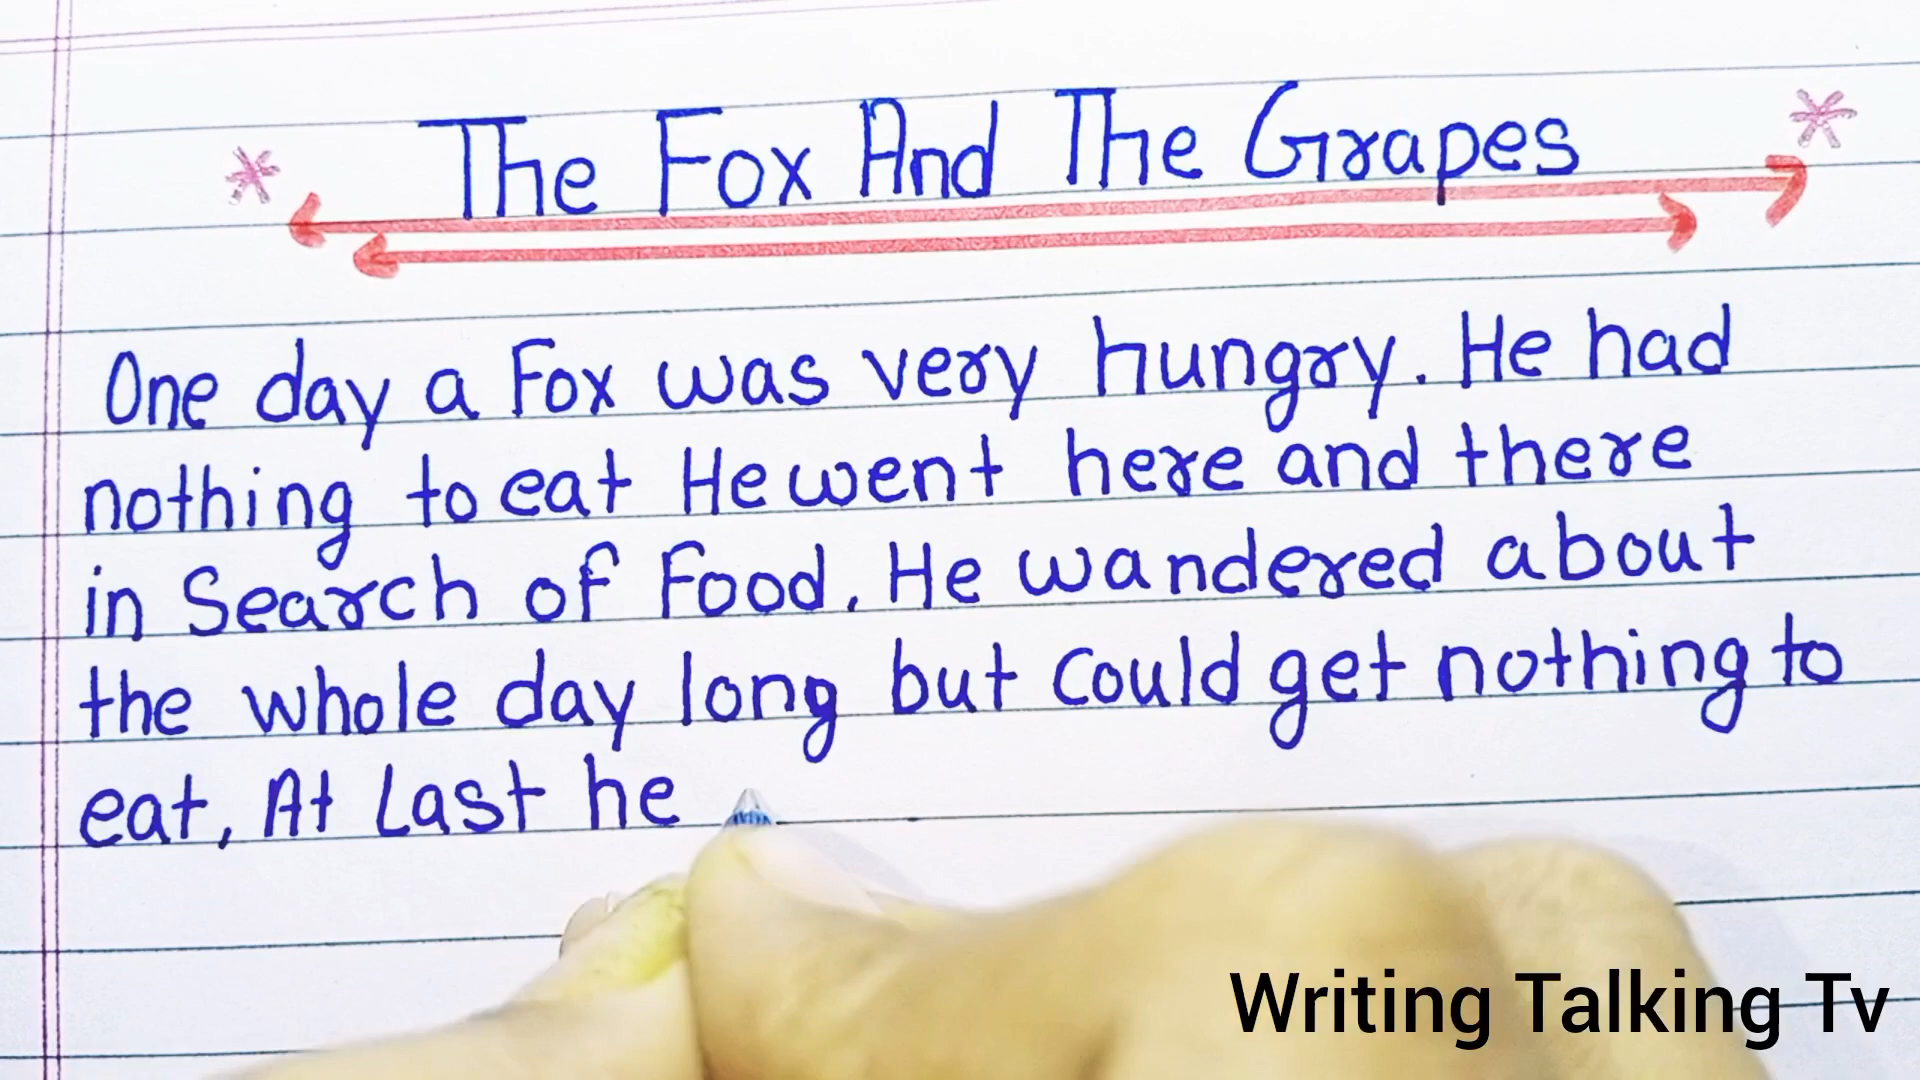 The Fox And The Grapes
One day a Fox was very hungry. He had
nothing to eat He went here and there
in Search of Food. He wandered about
the whole day long but could get nothing to
eat, At Last he
Writing Talking Tv